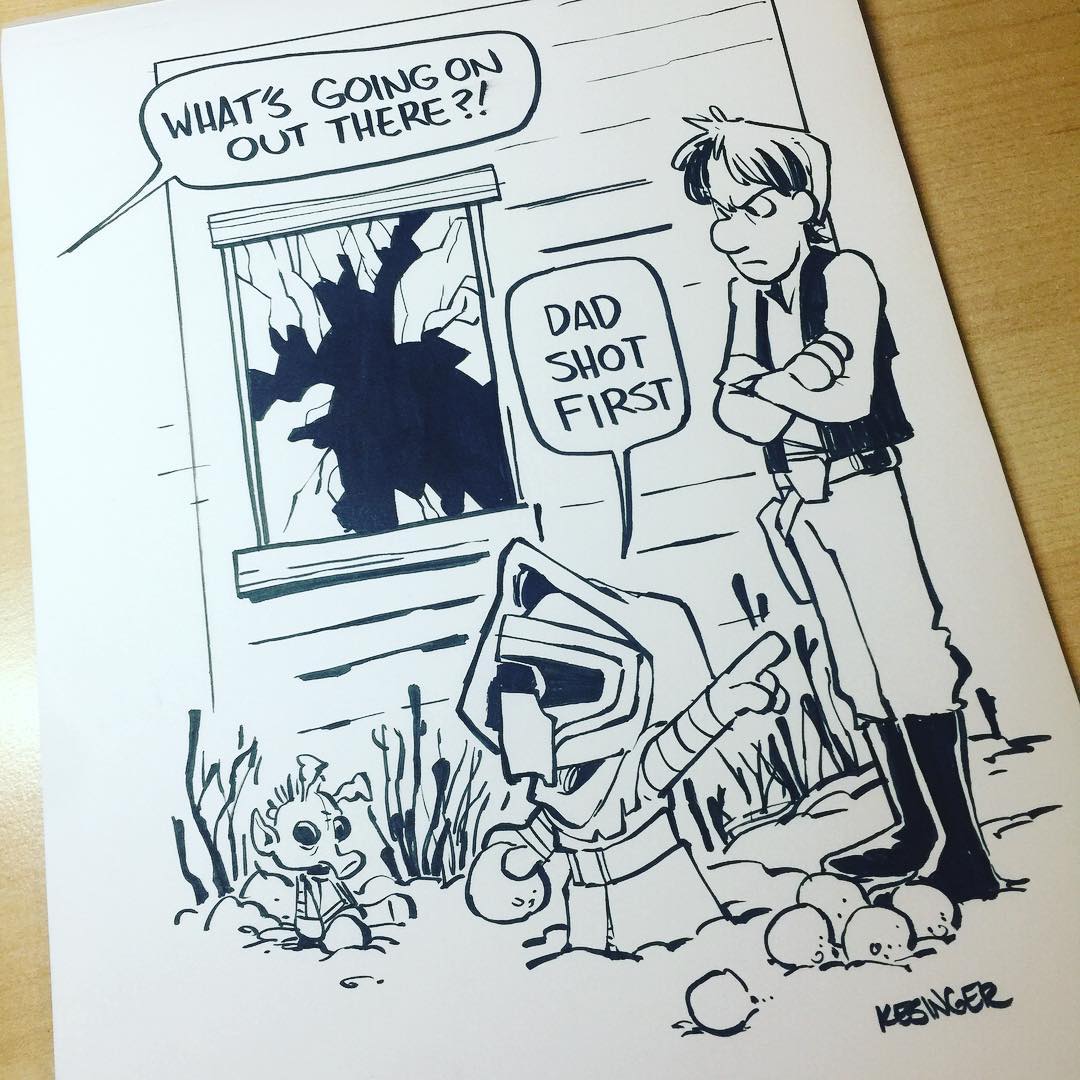 WHAT'S GOING ON
OUT THERE?!
DAD
SHOT
FIRST
KESINGER